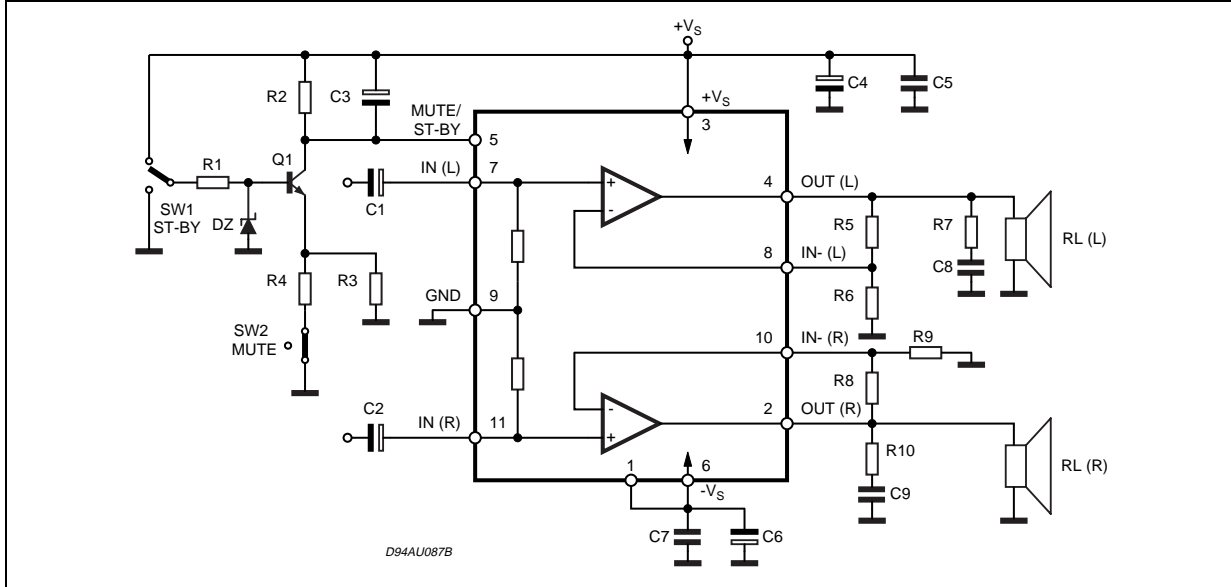 +VS
R2
C3
C4
C5
+VS
3
MUTE/
ST-BY
5
R1
Q1
IN (L)
7
4
OUT (L)
C1
SW1
ST-BY
DZ
R5
R7
RL (L)
8
IN- (L)
C8
R4
R3
GND
9
R6
SW2
MUTE
10
IN- (R)
R9
R8
C2
IN (R)
11
2
OUT (R)
R10
RL (R)
1
6
-VS
C9
C7
C6
D94AU087B
+
-
-
+